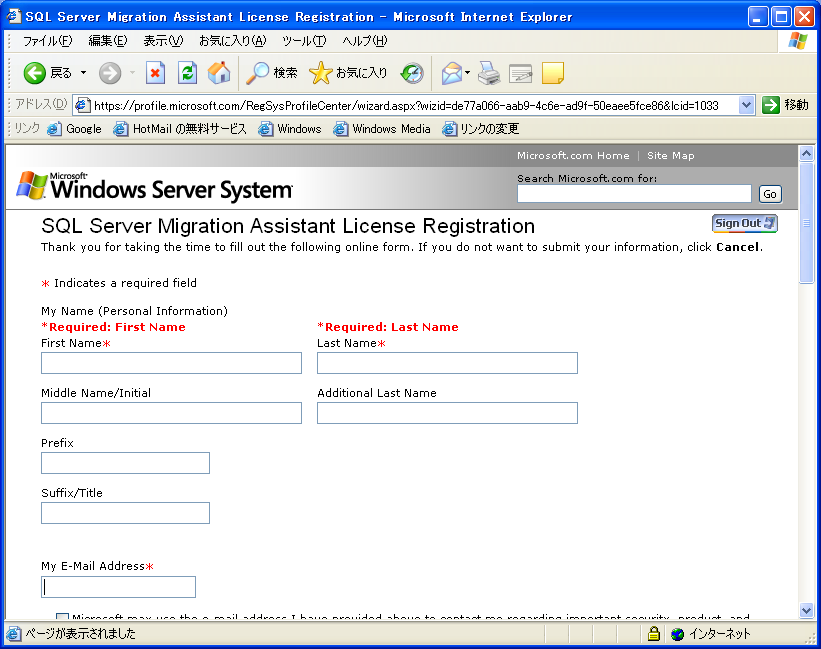 SQL Server Migration Assistant License Registration - Microsoft Internet Explorer
ファイル(F) 編集(E) 表示(V) お気に入り(A) ツール(T) ヘルプ(H)
戻る 検索 お気に入り
アドレス(D) https://profile.microsoft.com/RegSysProfileCenter/wizard.aspx?wizid=de77a066-aab9-4c6e-ad9f-50eaee5fce86&lcid=1033 移動
リンク Google HotMail の無料サービス Windows Windows Media リンクの変更
Microsoft.com Home | Site Map
Microsoft
Windows Server System
Search Microsoft.com for:
Go
SQL Server Migration Assistant License Registration
Sign Out
Thank you for taking the time to fill out the following online form. If you do not want to submit your information, click Cancel.
* Indicates a required field
My Name (Personal Information)
*Required: First Name *Required: Last Name
First Name* Last Name*
Middle Name/Initial Additional Last Name
Prefix
Suffix/Title
My E-Mail Address*
Microsoft may use the e-mail address I have provided above to contact me regarding important security, product, and
ページが表示されました インターネット